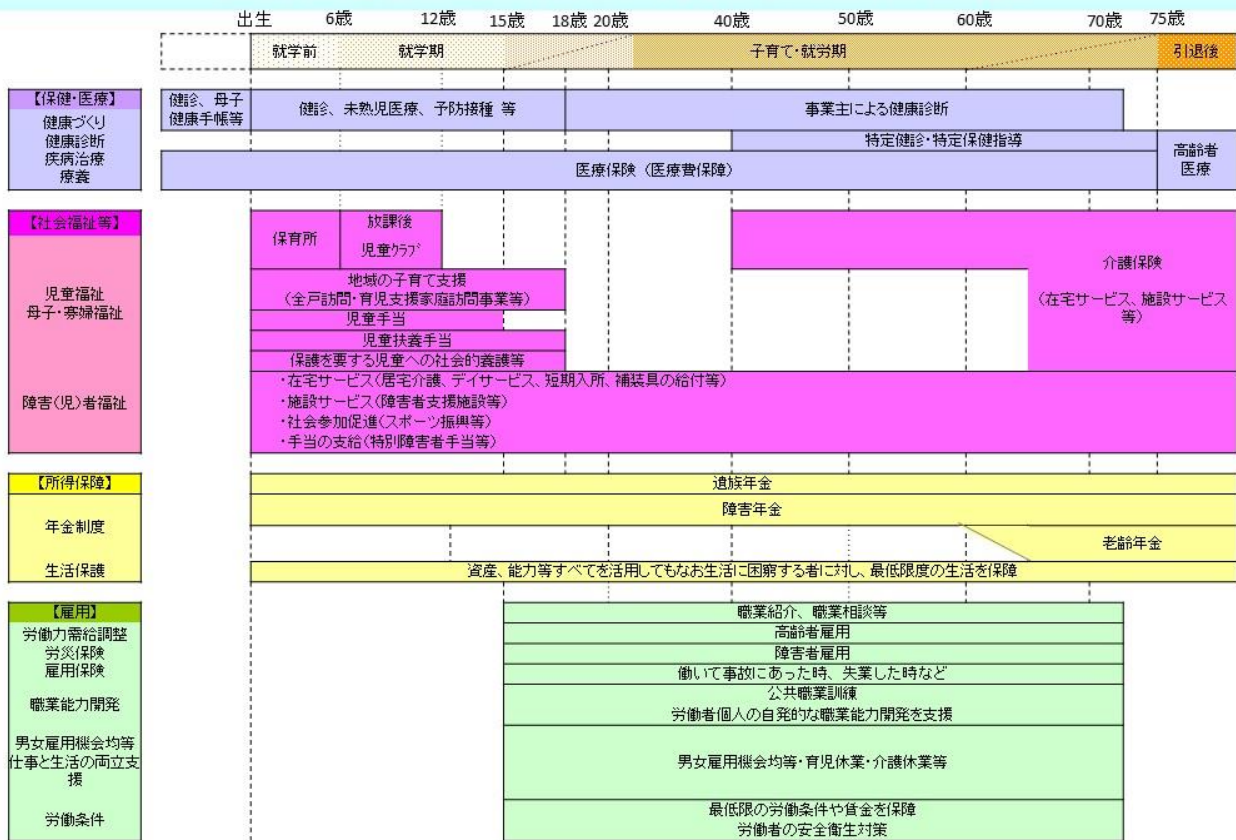 出生 6歳 12歳 15歳 18歳 20歳 40歳 50歳 60歳 70歳 75歳
就学前 就学期 子育て・就労期 引退後
【保健・医療】
健康づくり
健康診断
疾病治療
療養
健診、母子
健康手帳等
健診、未熟児医療、予防接種 等
事業主による健康診断
特定健診・特定保健指導
医療保険（医療費保障）
高齢者
医療
【社会福祉等】
児童福祉
母子・寡婦福祉
障害(児)者福祉
保育所
放課後
児童クラブ
地域の子育て支援
（全戸訪問・育児支援家庭訪問事業等）
児童手当
児童扶養手当
保護を要する児童への社会的養護等
介護保険
（在宅サービス、施設サービス
等）
・在宅サービス(居宅介護、デイサービス、短期入所、補装具の給付等)
・施設サービス(障害者支援施設等)
・社会参加促進(スポーツ振興等)
・手当の支給(特別障害者手当等)
【所得保障】
年金制度
生活保護
遺族年金
障害年金
老齢年金
資産、能力等すべてを活用してもなお生活に困窮する者に対し、最低限度の生活を保障
【雇用】
労働力需給調整
労災保険
雇用保険
職業能力開発
男女雇用機会均等
仕事と生活の両立支
援
労働条件
職業紹介、職業相談等
高齢者雇用
障害者雇用
働いて事故にあった時、失業した時など
公共職業訓練
労働者個人の自発的な職業能力開発を支援
男女雇用機会均等・育児休業・介護休業等
最低限の労働条件や賃金を保障
労働者の安全衛生対策